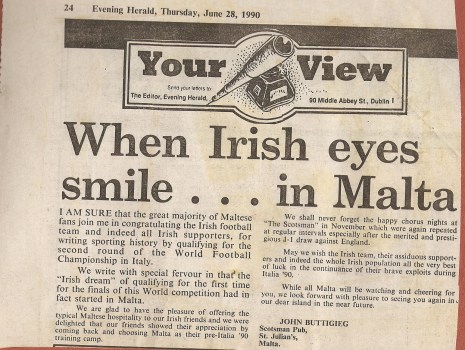 24 Evening Herald, Thursday, June 28, 1990
Your View
Send your letters to:
The Editor, Evening Herald,
90 Middle Abbey St., Dublin 1
When Irish eyes
smile . . . in Malta
I AM SURE that the great majority of Maltese
fans join me in congratulating the Irish football
team and indeed all Irish supporters, for
writing sporting history by qualifying for the
second round of the World Football
Championship in Italy.
We write with special fervour in that the
"Irish dream" of qualifying for the first time
for the finals of this World competition had in
fact started in Malta.
We are glad to have the pleasure of offering the
typical Maltese hospitality to our Irish friends and we were
delighted that our friends showed their appreciation by
coming back and choosing Malta as their pre-Italia '90
training camp.
We shall never forget the happy chorus nights at
"The Scotsman" in November which were again repeated
at regular intervals especially after the merited and presti-
gious J-1 draw against England.
May we wish the Irish team, their assiduous support-
ers and indeed the whole Irish population all the very best
of luck in the continuance of their brave exploits during
Italia '90.
While all Malta will be watching and cheering for
you, we look forward with pleasure to seeing you again in
our dear island in the near future.
JOHN BUTTIGIEG
Scotsman Pub,
St. Julian's,
Malta.